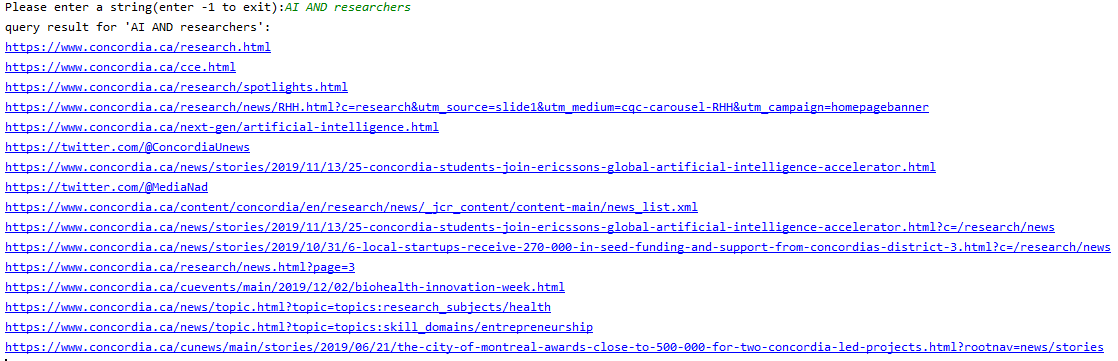 Please enter a string(enter -1 to exit):AI AND researchers
query result for 'AI AND researchers':
https://www.concordia.ca/research.html
https://www.concordia.ca/cce.html
https://www.concordia.ca/research/spotlights.html
https://www.concordia.ca/research/news/RHH.html?c=research&utm_source=slide1&utm_medium=cqc-carousel-RHH&utm_campaign=homepagebanner
https://www.concordia.ca/next-gen/artificial-intelligence.html
https://twitter.com/@ConcordiaUnews
https://www.concordia.ca/news/stories/2019/11/13/25-concordia-students-join-ericssons-global-artificial-intelligence-accelerator.html
https://twitter.com/@MediaNad
https://www.concordia.ca/content/concordia/en/research/news/_jcr_content/content-main/news_list.xml
https://www.concordia.ca/news/stories/2019/11/13/25-concordia-students-join-ericssons-global-artificial-intelligence-accelerator.html?c=/research/news
https://www.concordia.ca/news/stories/2019/10/31/6-local-startups-receive-270-000-in-seed-funding-and-support-from-concordias-district-3.html?c=/research/news
https://www.concordia.ca/research/news.html?page=3
https://www.concordia.ca/cuevents/main/2019/12/02/biohealth-innovation-week.html
https://www.concordia.ca/news/topic.html?topic=topics:research_subjects/health
https://www.concordia.ca/news/topic.html?topic=topics:skill_domains/entrepreneurship
https://www.concordia.ca/cunews/main/stories/2019/06/21/the-city-of-montreal-awards-close-to-500-000-for-two-concordia-led-projects.html?rootnav=news/stories